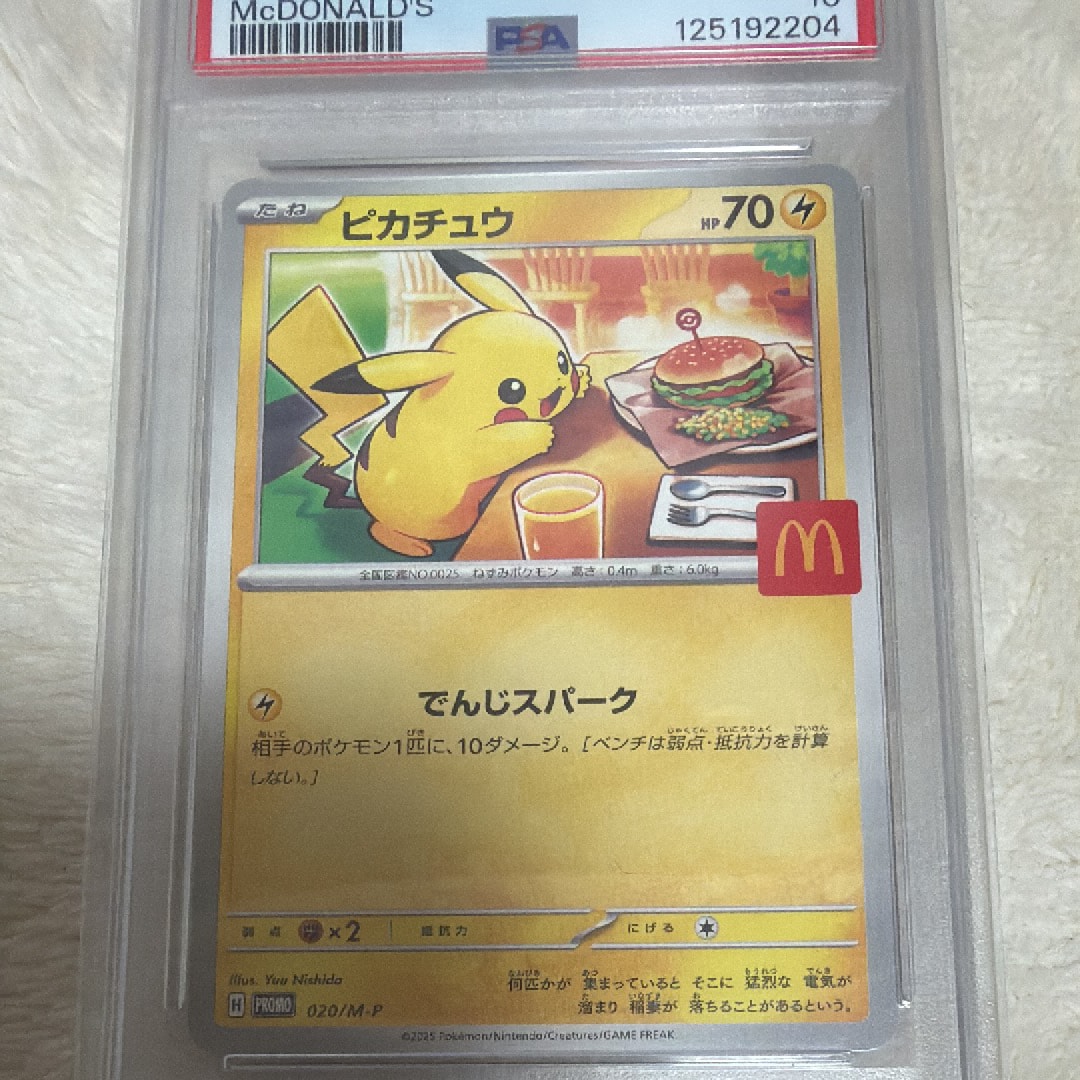 McDONALD'S
10
PSA
125192204
たね
ピカチュウ
HP70
M
全国図鑑NO.0025 ねずみポケモン 高さ:0.4m 重さ:6.0kg
でんじスパーク
相手のポケモン1匹に、10ダメージ。[ベンチは弱点・抵抗力を計算
しない。]
弱点 ×2 抵抗力 にげる
Illus. Yuu Nishida
H PROMO 020/M-P
何匹かが 集まっていると そこに 猛烈な 電気が
溜まり 稲妻が 落ちることがあるという。
©2025 Pokémon/Nintendo/Creatures/GAME FREAK